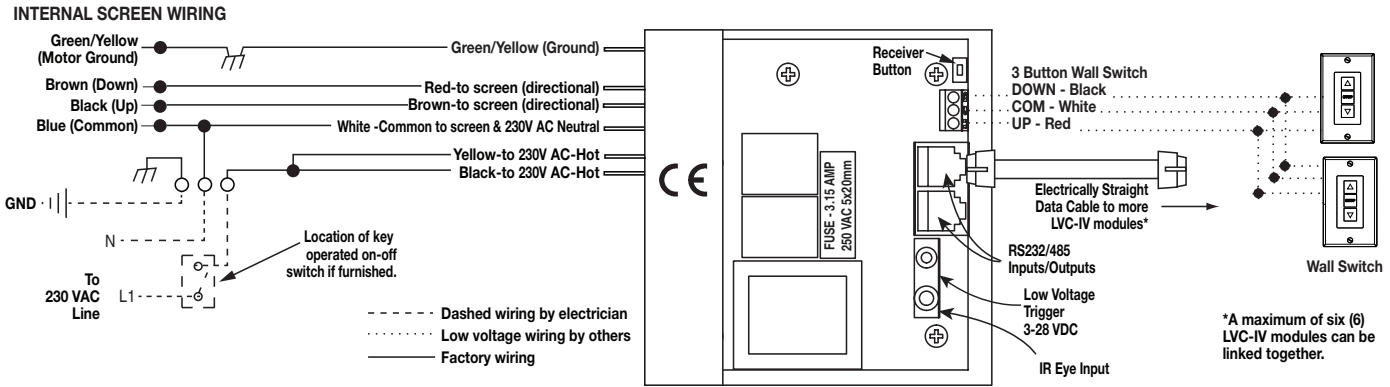 INTERNAL SCREEN WIRING
Green/Yellow
(Motor Ground)
Brown (Down)
Black (Up)
Blue (Common)
Green/Yellow (Ground)
Red-to screen (directional)
Brown-to screen (directional)
White -Common to screen & 230V AC Neutral
Yellow-to 230V AC-Hot
Black-to 230V AC-Hot
GND
N
To
230 VAC
Line
L1
Location of key
operated on-off
switch if furnished.
Dashed wiring by electrician
Low voltage wiring by others
Factory wiring
CE
FUSE - 3.15 AMP
250 VAC 5x20mm
Receiver
Button
3 Button Wall Switch
DOWN - Black
COM - White
UP - Red
Electrically Straight
Data Cable to more
LVC-IV modules*
RS232/485
Inputs/Outputs
Low Voltage
Trigger
3-28 VDC
IR Eye Input
Wall Switch
*A maximum of six (6)
LVC-IV modules can be
linked together.